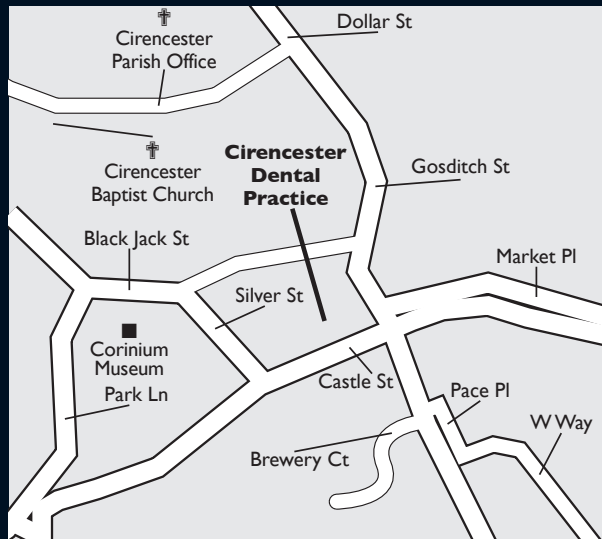 Dollar St
Cirencester
Parish Office
Cirencester
Dental
Practice
Gosditch St
Cirencester
Baptist Church
Black Jack St
Market Pl
Silver St
Corinium
Museum
Park Ln
Castle St
Pace Pl
W Way
Brewery Ct